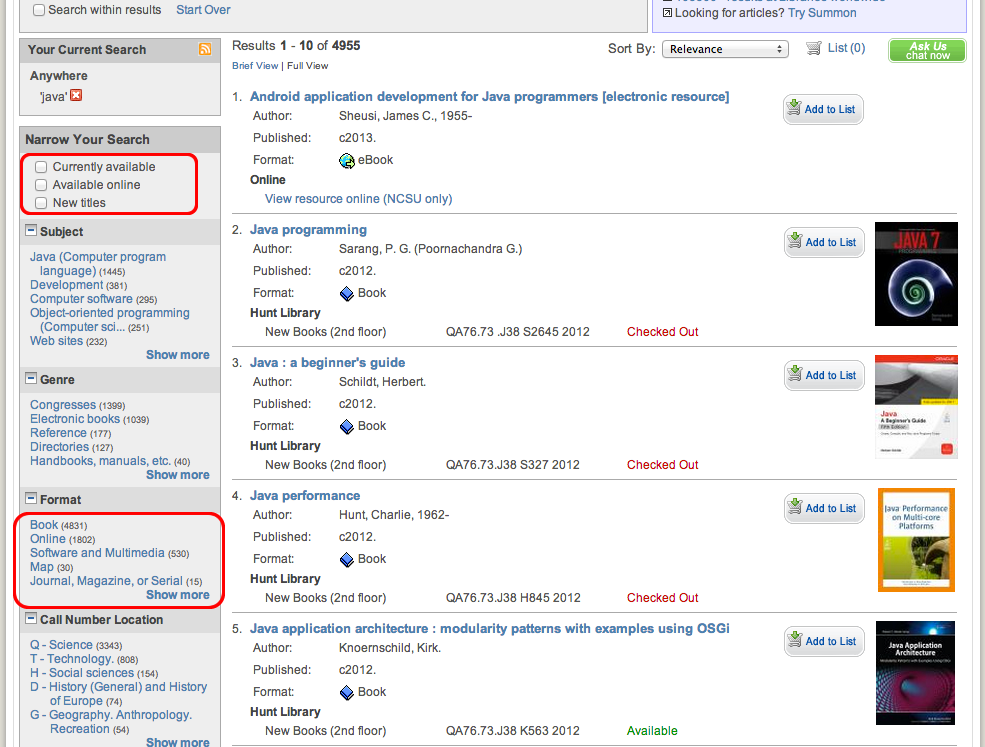 Search within results Start Over
Looking for articles? Try Summon
Your Current Search
Anywhere
'java'
Narrow Your Search
Currently available
Available online
New titles
Subject
Java (Computer program
language) (1445)
Development (381)
Computer software (295)
Object-oriented programming
(Computer sci... (251)
Web sites (232)
Show more
Genre
Congresses (1399)
Electronic books (1039)
Reference (177)
Directories (127)
Handbooks, manuals, etc. (40)
Show more
Format
Book (4831)
Online (1802)
Software and Multimedia (530)
Map (30)
Journal, Magazine, or Serial (15)
Show more
Call Number Location
Q - Science (3343)
T - Technology. (808)
H - Social sciences (154)
D - History (General) and History
of Europe (74)
G - Geography. Anthropology.
Recreation (54)
Show more
Results 1 - 10 of 4955
Brief View | Full View
Sort By: Relevance
List (0)
Ask Us
chat now
1. Android application development for Java programmers [electronic resource]
Add to List
Author: Sheusi, James C., 1955-
Published: c2013.
Format: eBook
Online
View resource online (NCSU only)
2. Java programming
Add to List
Author: Sarang, P. G. (Poornachandra G.)
Published: c2012.
Format: Book
Hunt Library
New Books (2nd floor) QA76.73 .J38 S2645 2012 Checked Out
JAVA 7
PROGRAMMING
3. Java : a beginner's guide
Add to List
Author: Schildt, Herbert.
Published: c2012.
Format: Book
Hunt Library
New Books (2nd floor) QA76.73.J38 S327 2012 Checked Out
ORACLE
Java
A Beginner's Guide
Fifth Edition
4. Java performance
Add to List
Author: Hunt, Charlie, 1962-
Published: c2012.
Format: Book
Hunt Library
New Books (2nd floor) QA76.73.J38 H845 2012 Checked Out
Java Performance
on Multi-core
Platforms
5. Java application architecture : modularity patterns with examples using OSGi
Add to List
Author: Knoernschild, Kirk.
Published: c2012.
Format: Book
Hunt Library
New Books (2nd floor) QA76.73.J38 K563 2012 Available
Java Application
Architecture